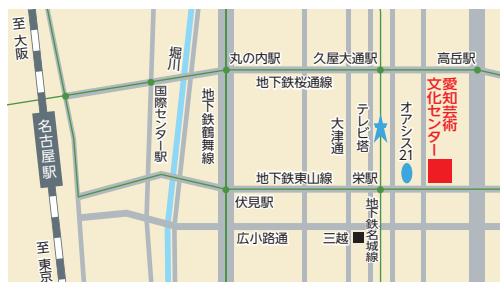 至 大阪
堀川
丸の内駅
久屋大通駅
高岳駅
地下鉄桜通線
国際センター駅
地下鉄鶴舞線
大津通
テレビ塔
オアシス21
愛知芸術
文化センター
名古屋駅
地下鉄東山線
栄駅
伏見駅
地下鉄名城線
広小路通
三越
至 東京